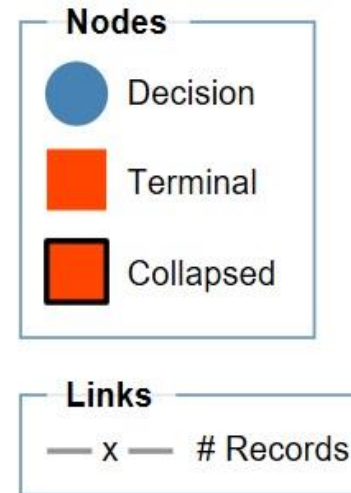 Nodes
Decision
Terminal
Collapsed
Links
x # Records